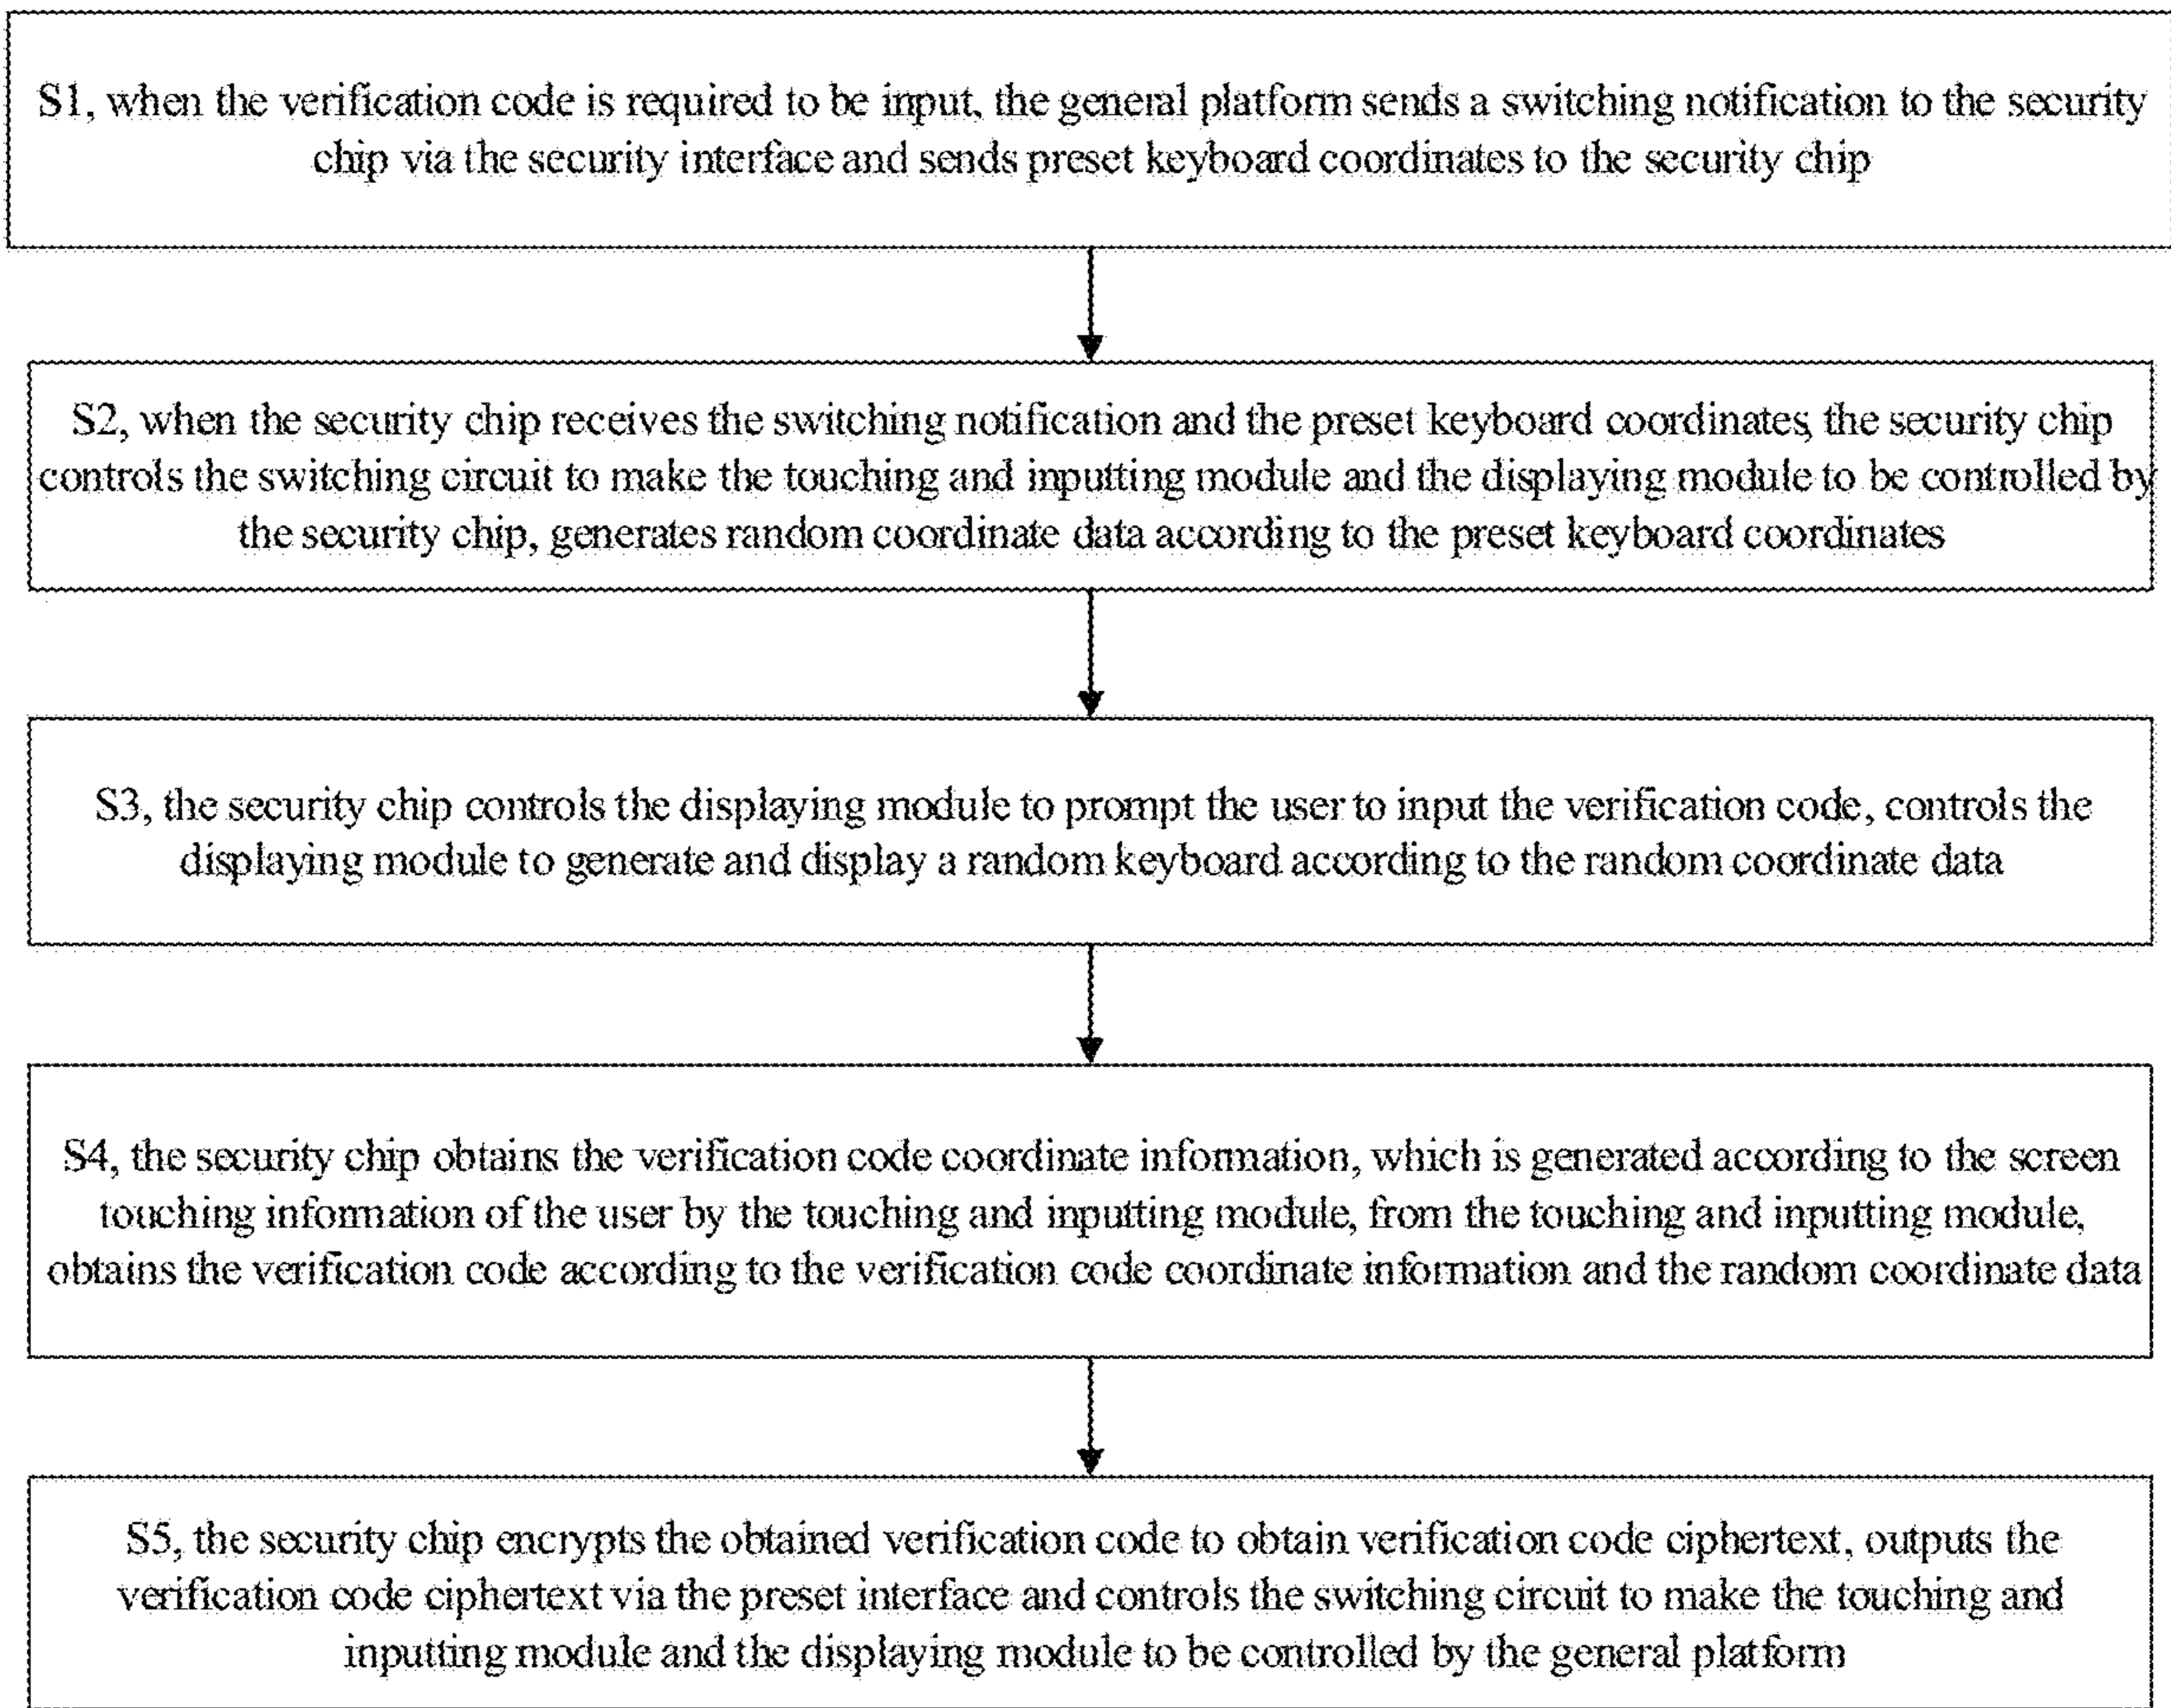 S1, when the verification code is required to be input, the general platform sends a switching notification to the security
chip via the security interface and sends preset keyboard coordinates to the security chip
S2, when the security chip receives the switching notification and the preset keyboard coordinates, the security chip
controls the switching circuit to make the touching and inputting module and the displaying module to be controlled by
the security chip, generates random coordinate data according to the preset keyboard coordinates
S3, the security chip controls the displaying module to prompt the user to input the verification code, controls the
displaying module to generate and display a random keyboard according to the random coordinate data
S4, the security chip obtains the verification code coordinate information, which is generated according to the screen
touching information of the user by the touching and inputting module, from the touching and inputting module,
obtains the verification code according to the verification code coordinate information and the random coordinate data
S5, the security chip encrypts the obtained verification code to obtain verification code ciphertext, outputs the
verification code ciphertext via the preset interface and controls the switching circuit to make the touching and
inputting module and the displaying module to be controlled by the general platform